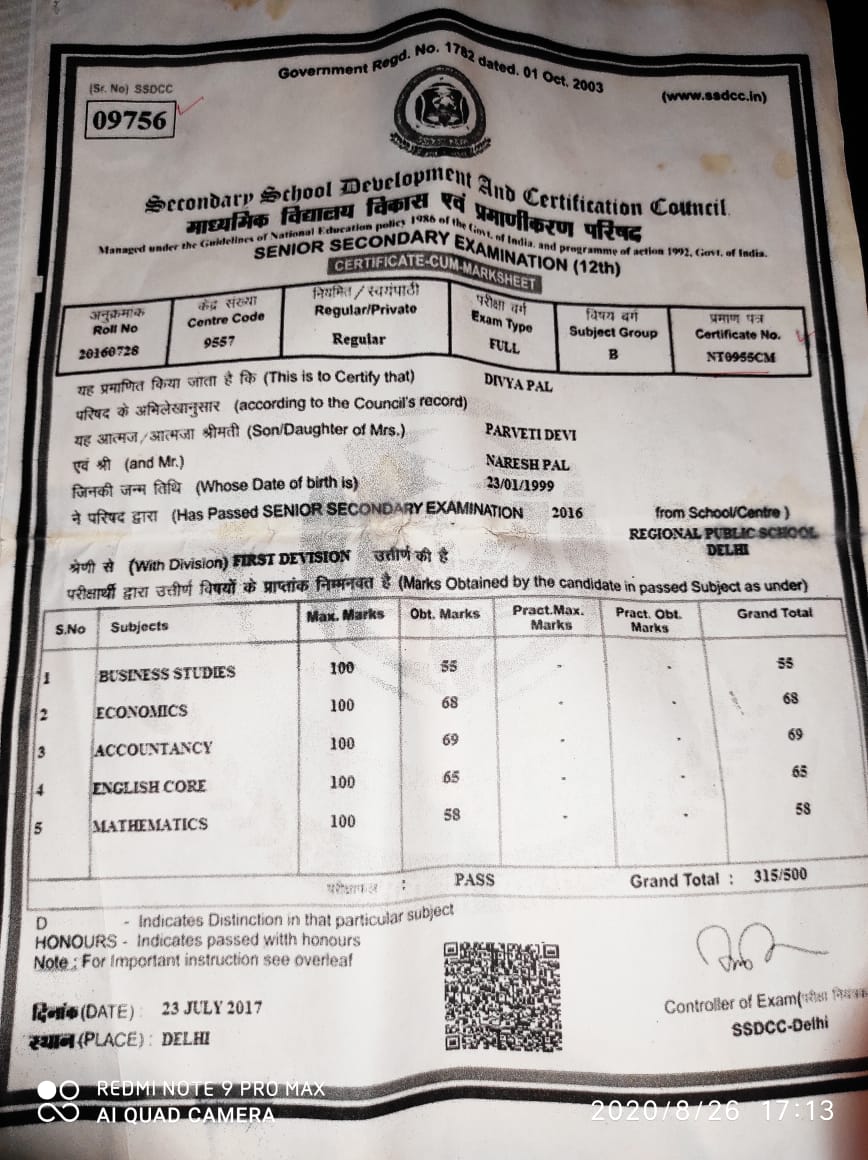 Government Regd. No. 1782 dated. 01 Oct. 2003
(Sr. No) SSDCC
09756
(www.ssdcc.in)
Secondary School Development And Certification Council.
माध्यमिक विद्यालय विकास एवं प्रमाणीकरण परिषद
Managed under the Guidelines of National Education policy 1986 of the Govt. of India. and programme of action 1992, Govt. of India.
SENIOR SECONDARY EXAMINATION (12th)
CERTIFICATE-CUM-MARKSHEET
अनुक्रमांक केंद्र संख्या नियमित / स्वयंपाठी परीक्षा वर्ग विषय वर्ग प्रमाण पत्र
Roll No Centre Code Regular/Private Exam Type Subject Group Certificate No.
20160728 9557 Regular FULL B NT0955CM
यह प्रमाणित किया जाता है कि (This is to Certify that) DIVYA PAL
परिषद के अभिलेखानुसार (according to the Council's record)
यह आत्मज/आत्मजा श्रीमती (Son/Daughter of Mrs.) PARVETI DEVI
एवं श्री (and Mr.) NARESH PAL
जिनकी जन्म तिथि (Whose Date of birth is) 23/01/1999
ने परिषद द्वारा (Has Passed SENIOR SECONDARY EXAMINATION 2016 from School/Centre )
REGIONAL PUBLIC SCHOOL
DELHI
श्रेणी से (With Division) FIRST DEVISION उत्तीर्ण की है
परीक्षार्थी द्वारा उत्तीर्ण विषयों के प्राप्तांक निम्नवत है (Marks Obtained by the candidate in passed Subject as under)
S.No Subjects Max. Marks Obt. Marks Pract.Max. Marks Pract. Obt. Marks Grand Total
1 BUSINESS STUDIES 100 55 - - 55
2 ECONOMICS 100 68 - - 68
3 ACCOUNTANCY 100 69 - - 69
4 ENGLISH CORE 100 65 - - 65
5 MATHEMATICS 100 58 - - 58
परीक्षाफल : PASS Grand Total : 315/500
D - Indicates Distinction in that particular subject
HONOURS - Indicates passed witth honours
Note : For Important instruction see overleaf
दिनांक (DATE) : 23 JULY 2017
स्थान (PLACE) : DELHI
Controller of Exam(परीक्षा नियंत्रक
SSDCC-Delhi
REDMI NOTE 9 PRO MAX
AI QUAD CAMERA
2020/8/26 17:13